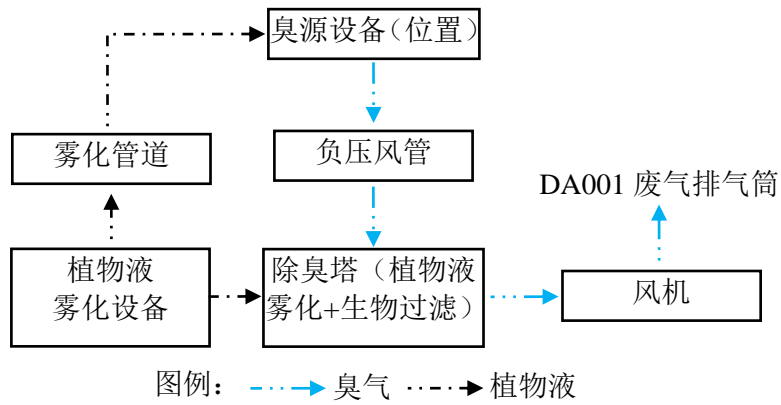 臭源设备（位置）
雾化管道
负压风管
DA001 废气排气筒
植物液
雾化设备
除臭塔（植物液
雾化+生物过滤）
风机
图例： 臭气 植物液